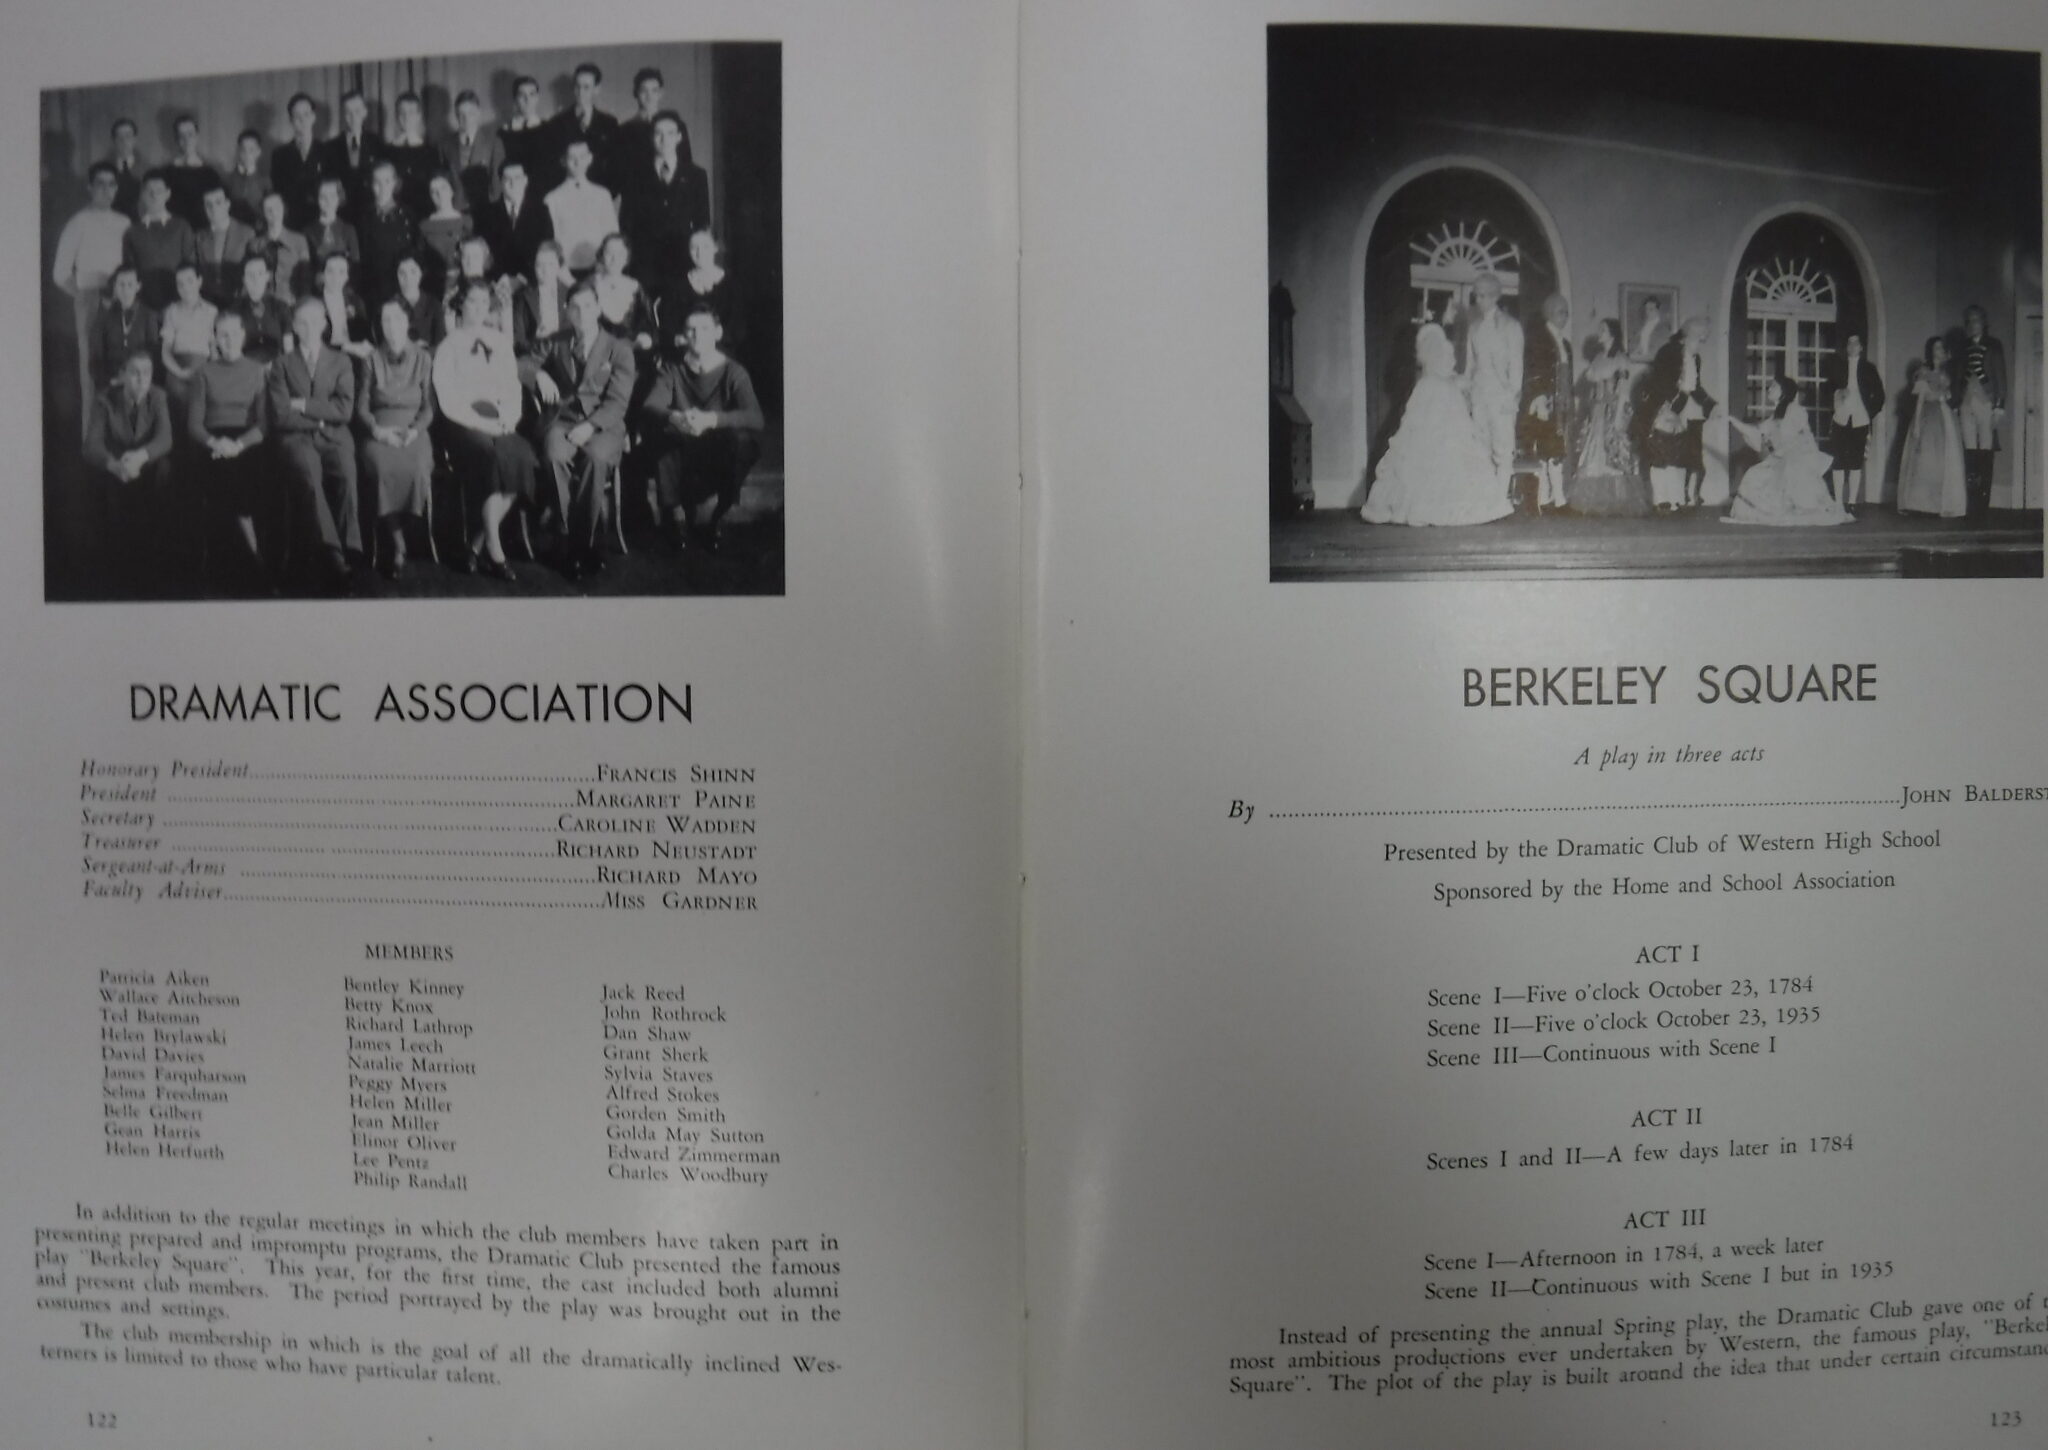 DRAMATIC ASSOCIATION
Honorary President..........FRANCIS SHINN
President..........MARGARET PAINE
Secretary..........CAROLINE WADDEN
Treasurer..........RICHARD NEUSTADT
Sergeant-at-Arms..........RICHARD MAYO
Faculty Adviser..........MISS GARDNER
MEMBERS
Patricia Aiken
Wallace Aitcheson
Ted Bateman
Helen Brylawski
David Davies
James Farquharson
Selma Freedman
Belle Gilbert
Gean Harris
Helen Herfurth
Bentley Kinney
Betty Knox
Richard Lathrop
James Leech
Natalie Marriott
Peggy Myers
Helen Miller
Jean Miller
Elinor Oliver
Lee Pentz
Philip Randall
Jack Reed
John Rothrock
Dan Shaw
Grant Sherk
Sylvia Staves
Alfred Stokes
Gorden Smith
Golda May Sutton
Edward Zimmerman
Charles Woodbury
In addition to the regular meetings in which the club members have taken part in
presenting prepared and impromptu programs, the Dramatic Club presented the famous
play "Berkeley Square". This year, for the first time, the cast included both alumni
and present club members. The period portrayed by the play was brought out in the
costumes and settings.
The club membership in which is the goal of all the dramatically inclined Wes-
terners is limited to those who have particular talent.
122
BERKELEY SQUARE
A play in three acts
By..........JOHN BALDERST
Presented by the Dramatic Club of Western High School
Sponsored by the Home and School Association
ACT I
Scene I—Five o'clock October 23, 1784
Scene II—Five o'clock October 23, 1935
Scene III—Continuous with Scene I
ACT II
Scenes I and II—A few days later in 1784
ACT III
Scene I—Afternoon in 1784, a week later
Scene II—Continuous with Scene I but in 1935
Instead of presenting the annual Spring play, the Dramatic Club gave one of
most ambitious productions ever undertaken by Western, the famous play, "Berkel
Square". The plot of the play is built around the idea that under certain circumstan
123